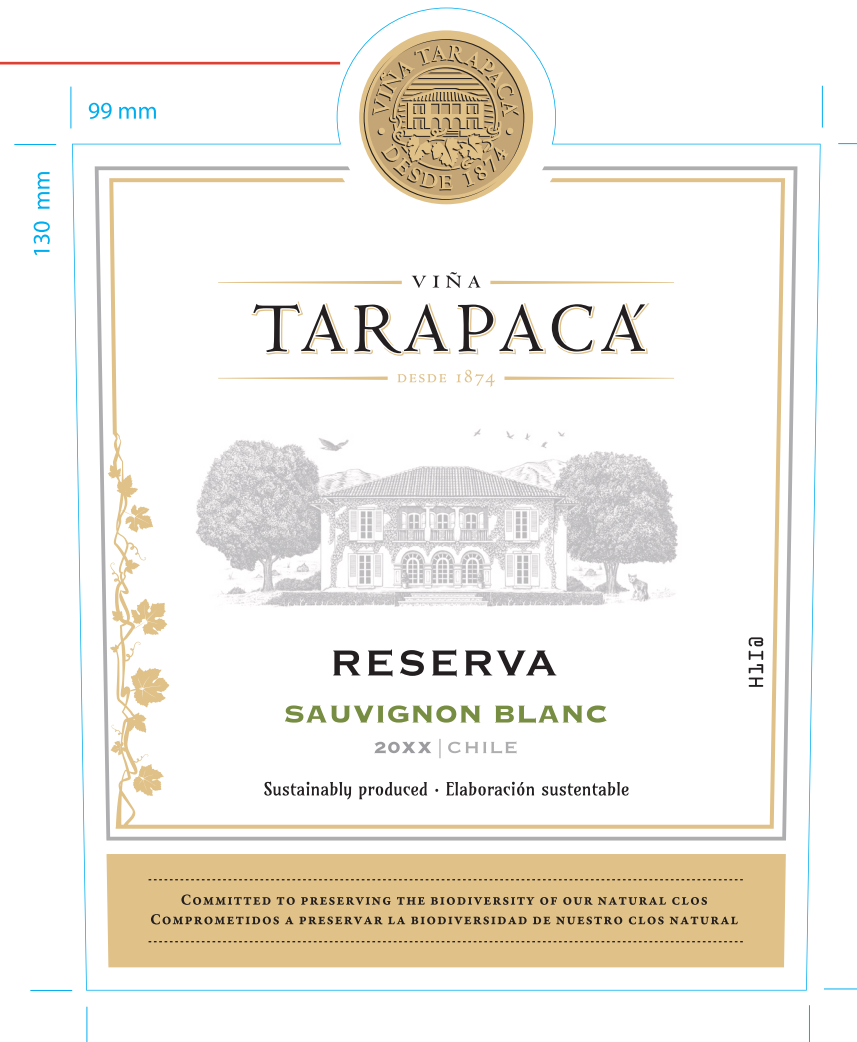 99 mm
130 mm
VIÑA TARAPACÁ
DESDE 1874
VIÑA
TARAPACÁ
DESDE 1874
RESERVA
SAUVIGNON BLANC
20XX | CHILE
Sustainably produced · Elaboración sustentable
COMMITTED TO PRESERVING THE BIODIVERSITY OF OUR NATURAL CLOS
COMPROMETIDOS A PRESERVAR LA BIODIVERSIDAD DE NUESTRO CLOS NATURAL